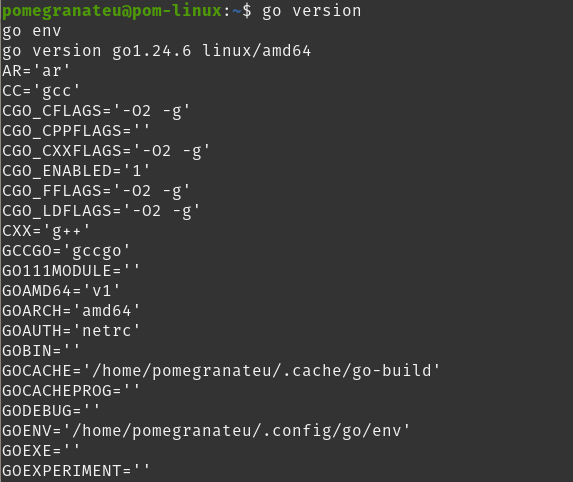 pomegranateu@pom-linux:~$ go version
go env
go version go1.24.6 linux/amd64
AR='ar'
CC='gcc'
CGO_CFLAGS='-O2 -g'
CGO_CPPFLAGS=''
CGO_CXXFLAGS='-O2 -g'
CGO_ENABLED='1'
CGO_FFLAGS='-O2 -g'
CGO_LDFLAGS='-O2 -g'
CXX='g++'
GCCGO='gccgo'
GO111MODULE=''
GOAMD64='v1'
GOARCH='amd64'
GOAUTH='netrc'
GOBIN=''
GOCACHE='/home/pomegranateu/.cache/go-build'
GOCACHEPROG=''
GODEBUG=''
GOENV='/home/pomegranateu/.config/go/env'
GOEXE=''
GOEXPERIMENT=''